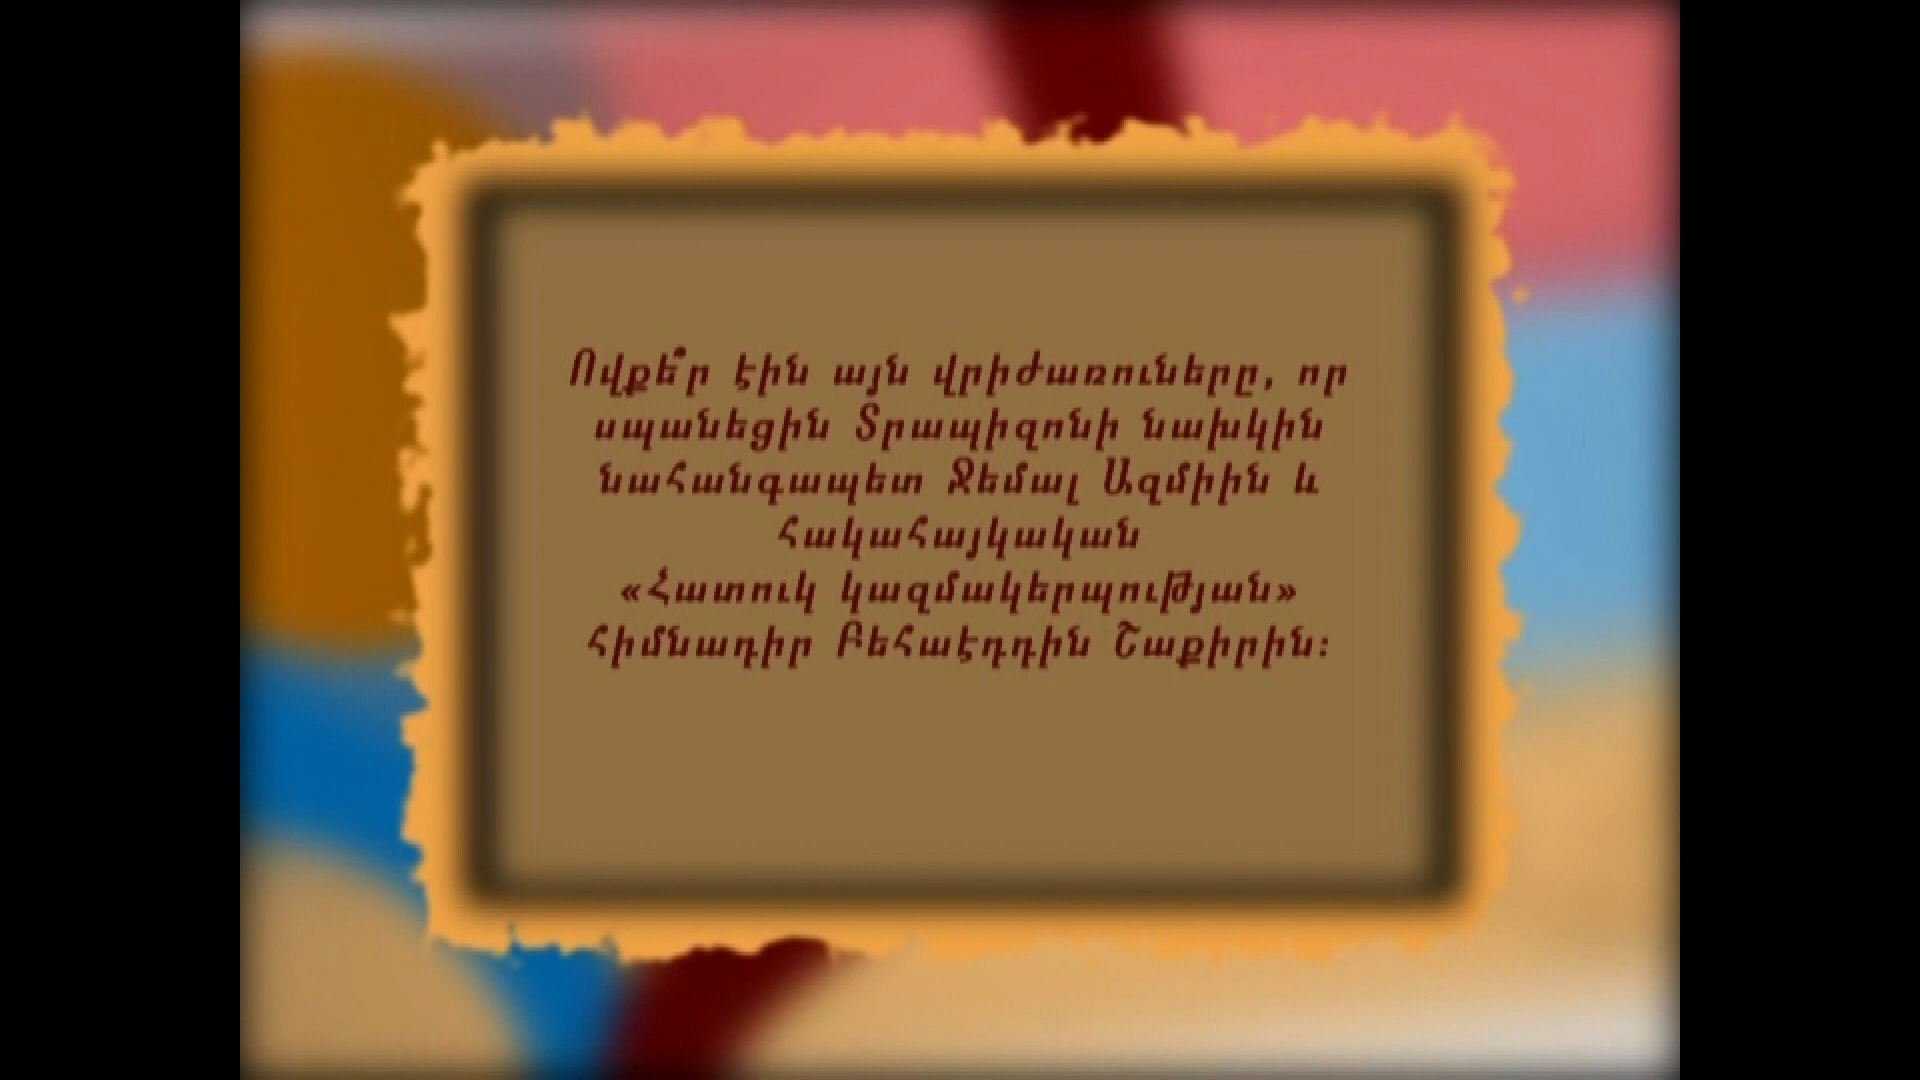 Ովքե՞ր էին այն վրիժառուները, որ
սպանեցին Տրապիզոնի նախկին
նահանգապետ Ջեմալ Ազմիին և
հակահայկական
«Հատուկ կազմակերպության»
հիմնադիր Բեհաէդդին Շաքիրին։